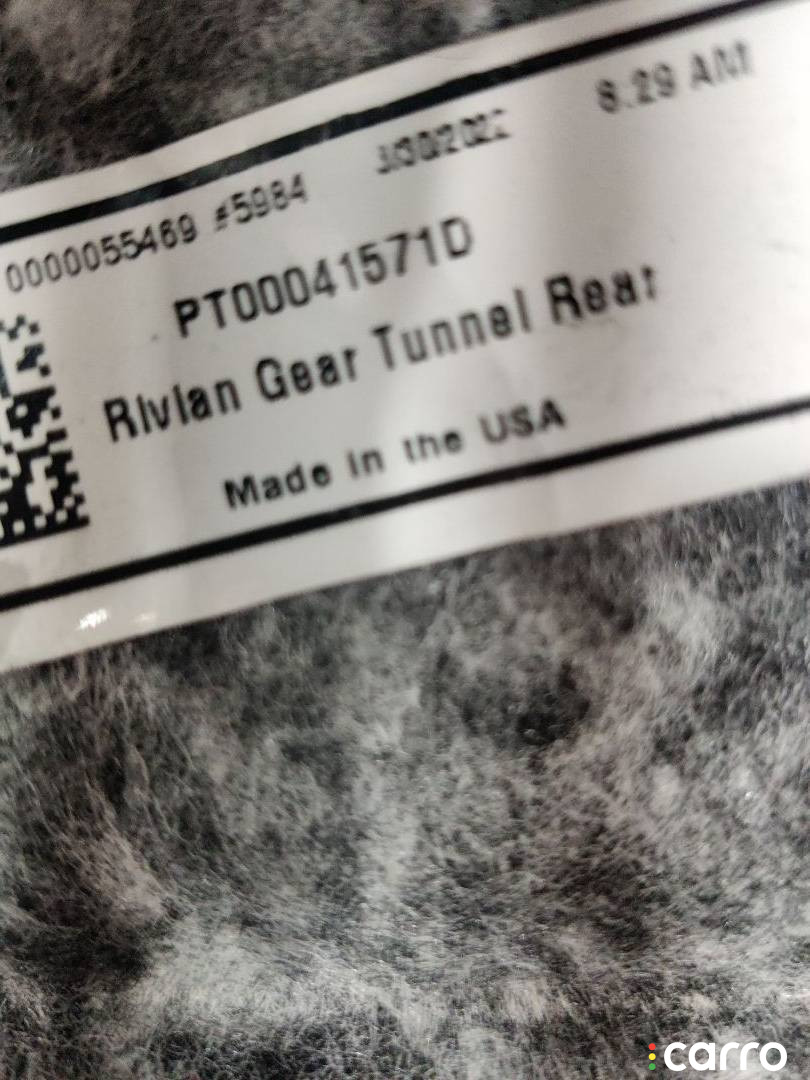 0000055469 #5984 8:29 AM
PT00041571D
Rivian Gear Tunnel Rear
Made in the USA
carro